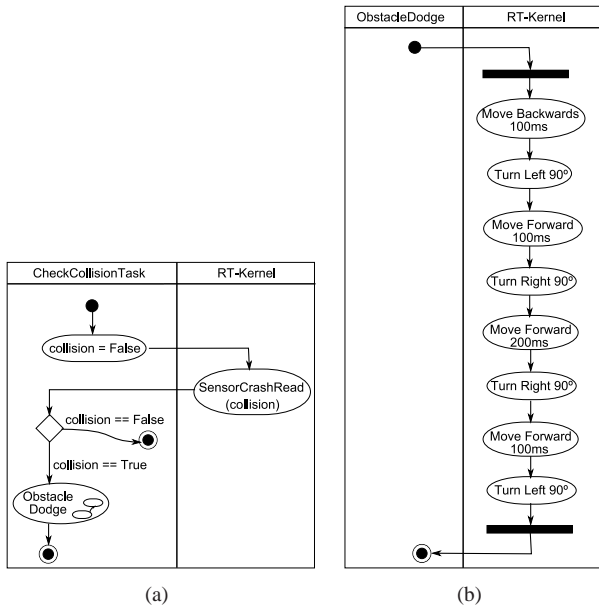 CheckCollisionTask
RT-Kernel
collision = False
SensorCrashRead
(collision)
collision == False
collision == True
Obstacle
Dodge
(a)
ObstacleDodge
RT-Kernel
Move Backwards
100ms
Turn Left 90º
Move Forward
100ms
Turn Right 90º
Move Forward
200ms
Turn Right 90º
Move Forward
100ms
Turn Left 90º
(b)